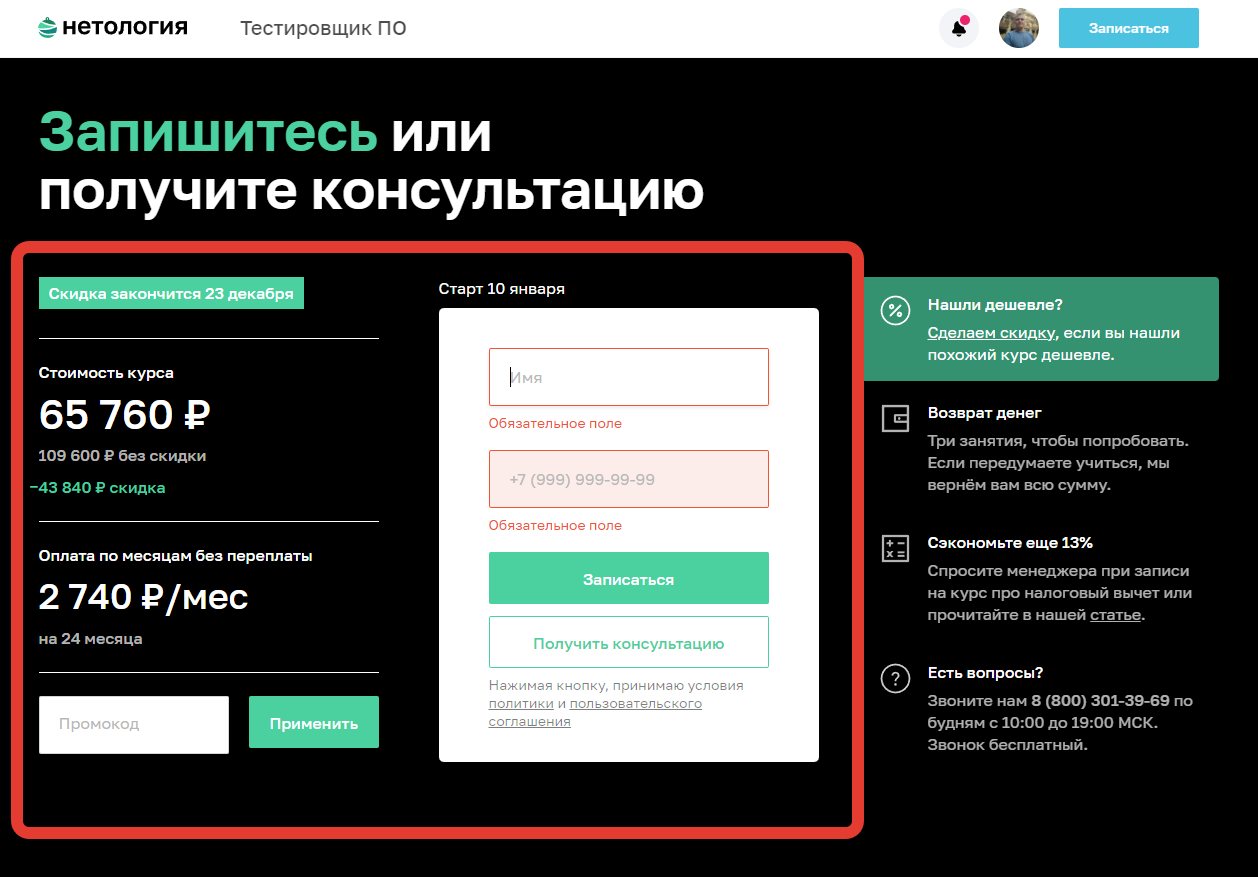 нетология
Тестировщик ПО
Записаться
Запишитесь или
получите консультацию
Скидка закончится 23 декабря
Стоимость курса
65 760 ₽
109 600 ₽ без скидки
−43 840 ₽ скидка
Оплата по месяцам без переплаты
2 740 ₽/мес
на 24 месяца
Промокод
Применить
Старт 10 января
Имя
Обязательное поле
+7 (999) 999-99-99
Обязательное поле
Записаться
Получить консультацию
Нажимая кнопку, принимаю условия
политики и пользовательского
соглашения
Нашли дешевле?
Сделаем скидку, если вы нашли
похожий курс дешевле.
Возврат денег
Три занятия, чтобы попробовать.
Если передумаете учиться, мы
вернём вам всю сумму.
Сэкономьте еще 13%
Спросите менеджера при записи
на курс про налоговый вычет или
прочитайте в нашей статье.
Есть вопросы?
Звоните нам 8 (800) 301-39-69 по
будням с 10:00 до 19:00 МСК.
Звонок бесплатный.